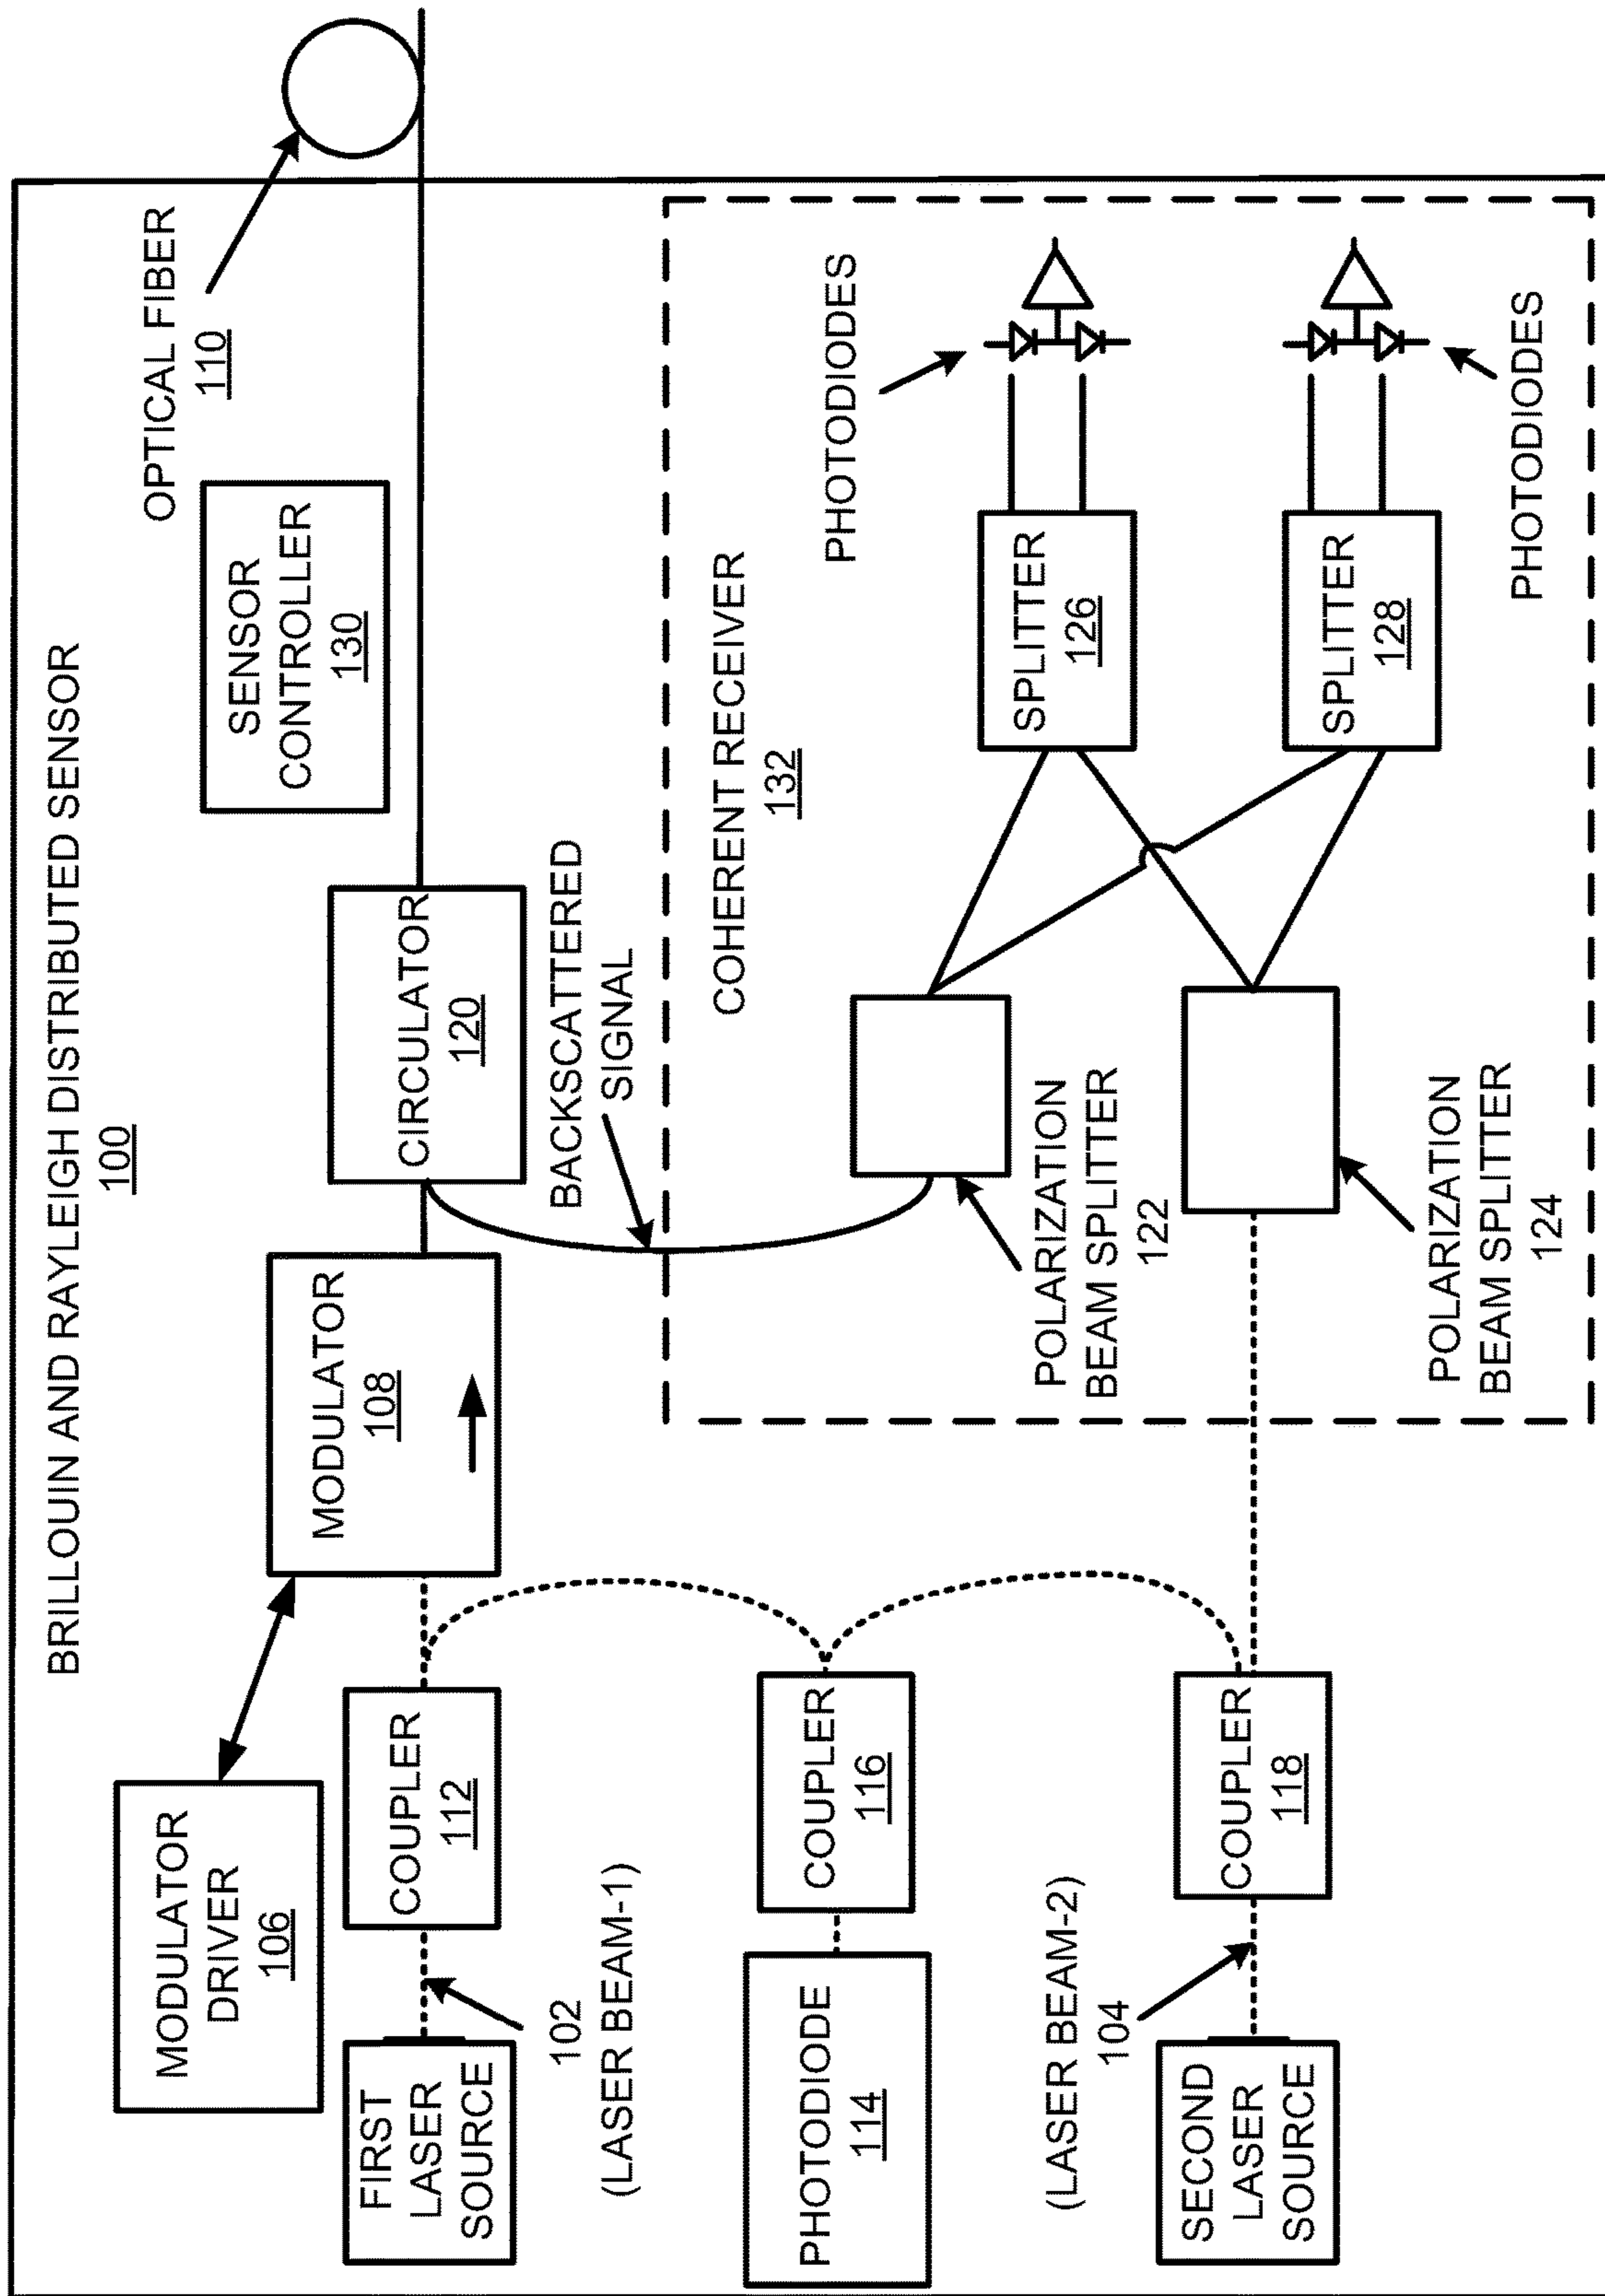 BRILLOUIN AND RAYLEIGH DISTRIBUTED SENSOR
100
MODULATOR
DRIVER
106
FIRST
LASER
SOURCE
102
(LASER BEAM-1)
COUPLER
112
MODULATOR
108
CIRCULATOR
120
SENSOR
CONTROLLER
130
OPTICAL FIBER
110
BACKSCATTERED
SIGNAL
PHOTODIODE
114
COUPLER
116
(LASER BEAM-2)
104
SECOND
LASER
SOURCE
COUPLER
118
COHERENT RECEIVER
132
POLARIZATION
BEAM SPLITTER
122
POLARIZATION
BEAM SPLITTER
124
SPLITTER
126
SPLITTER
128
PHOTODIODES
PHOTODIODES